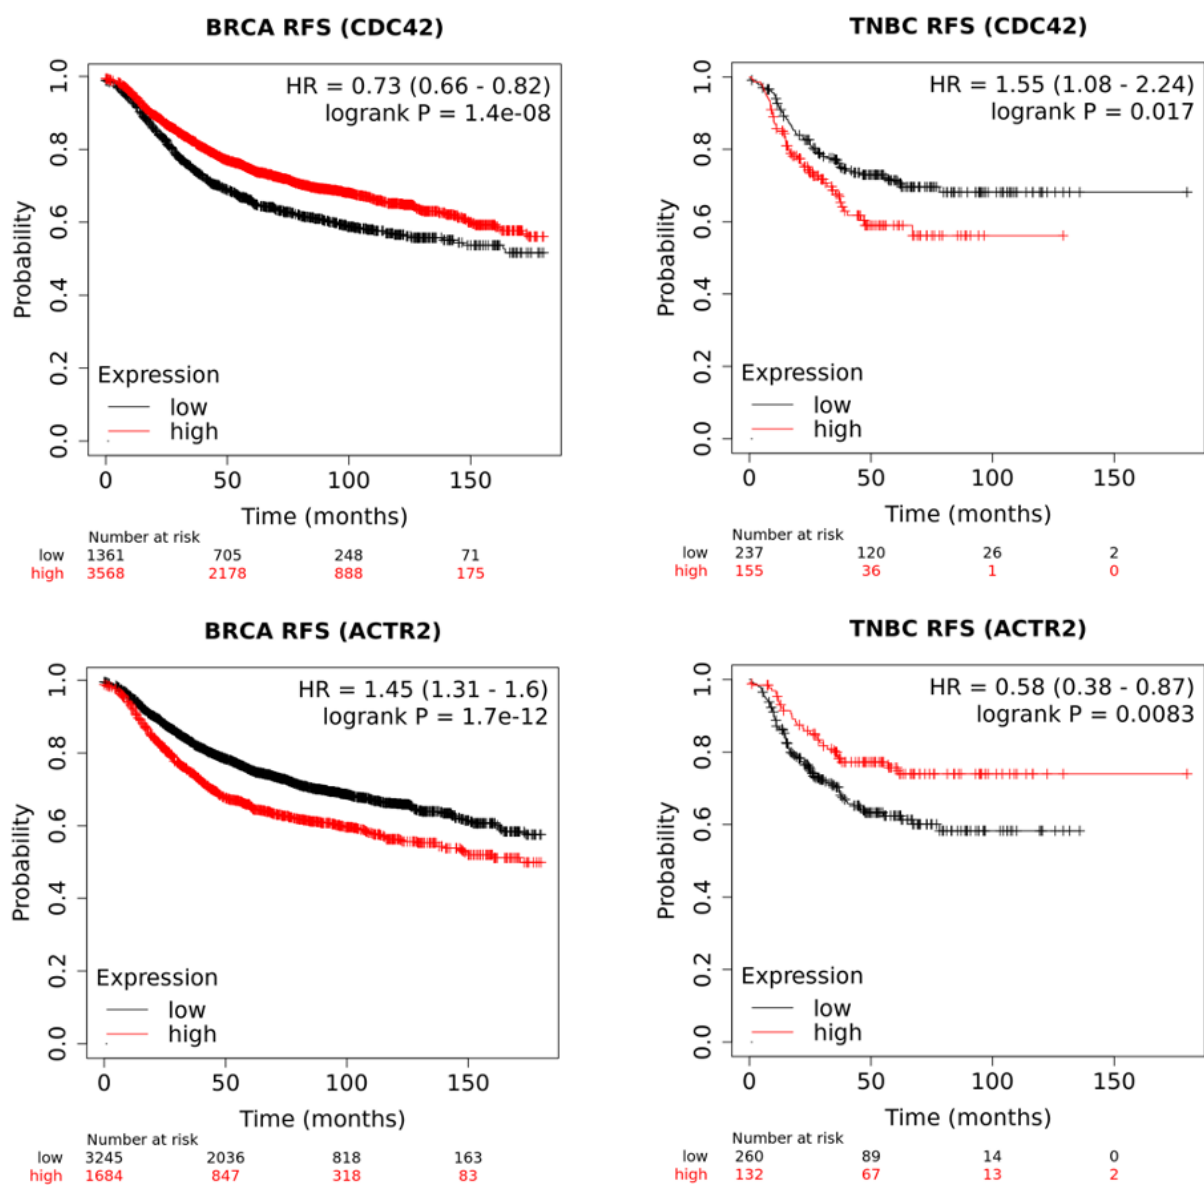 BRCA RFS (CDC42)
HR = 0.73 (0.66 - 0.82)
logrank P = 1.4e-08
Probability
1.0
0.8
0.6
0.4
0.2
0.0
Expression
low
high
0 50 100 150
Time (months)
Number at risk
low 1361 705 248 71
high 3568 2178 888 175
TNBC RFS (CDC42)
HR = 1.55 (1.08 - 2.24)
logrank P = 0.017
Probability
1.0
0.8
0.6
0.4
0.2
0.0
Expression
low
high
0 50 100 150
Time (months)
Number at risk
low 237 120 26 2
high 155 36 1 0
BRCA RFS (ACTR2)
HR = 1.45 (1.31 - 1.6)
logrank P = 1.7e-12
Probability
1.0
0.8
0.6
0.4
0.2
0.0
Expression
low
high
0 50 100 150
Time (months)
Number at risk
low 3245 2036 818 163
high 1684 847 318 83
TNBC RFS (ACTR2)
HR = 0.58 (0.38 - 0.87)
logrank P = 0.0083
Probability
1.0
0.8
0.6
0.4
0.2
0.0
Expression
low
high
0 50 100 150
Time (months)
Number at risk
low 260 89 14 0
high 132 67 13 2